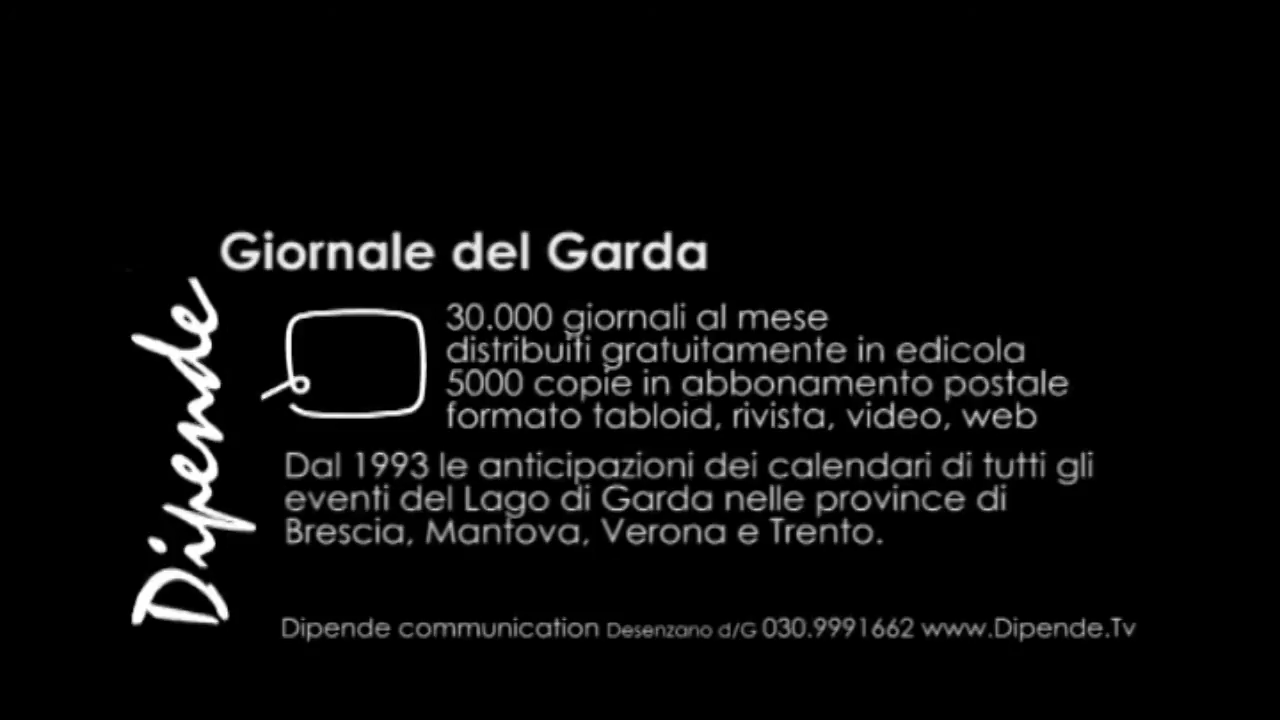 Giornale del Garda
Dipende
30.000 giornali al mese
distribuiti gratuitamente in edicola
5000 copie in abbonamento postale
formato tabloid, rivista, video, web
Dal 1993 le anticipazioni dei calendari di tutti gli
eventi del Lago di Garda nelle province di
Brescia, Mantova, Verona e Trento.
Dipende communication Desenzano d/G 030.9991662 www.Dipende.Tv